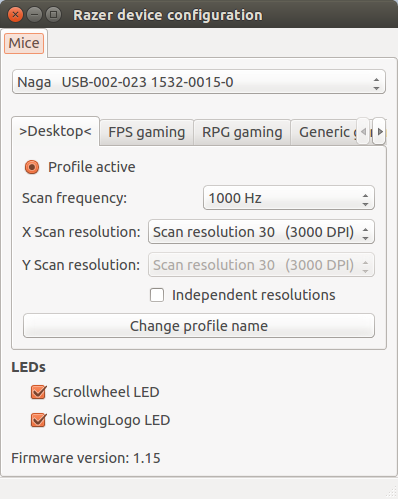 Razer device configuration
Mice
Naga USB-002-023 1532-0015-0
>Desktop< FPS gaming RPG gaming Generic
Profile active
Scan frequency: 1000 Hz
X Scan resolution: Scan resolution 30 (3000 DPI)
Y Scan resolution: Scan resolution 30 (3000 DPI)
Independent resolutions
Change profile name
LEDs
Scrollwheel LED
GlowingLogo LED
Firmware version: 1.15